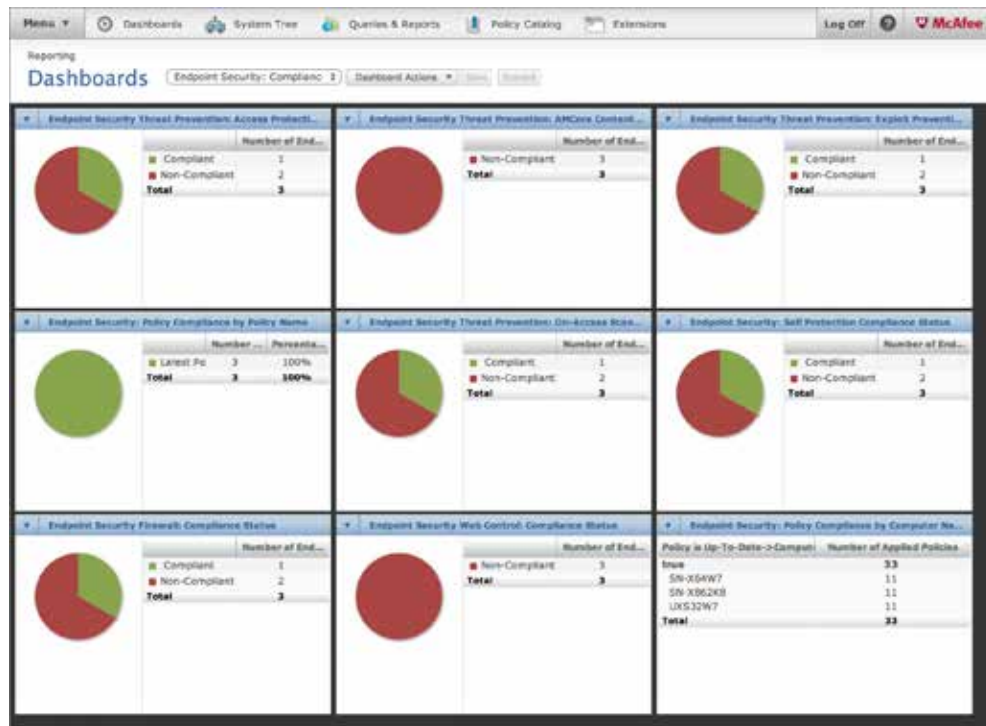 Menu ▼ Dashboards System Tree Queries & Reports Policy Catalog Extensions Log Off ? McAfee
Reporting
Dashboards Endpoint Security: Complianc Dashboard Actions ▼
Endpoint Security Threat Prevention: Access Protecti...
Number of End...
Compliant 1
Non-Compliant 2
Total 3
Endpoint Security Threat Prevention: AMCore Content...
Number of End...
Non-Compliant 3
Total 3
Endpoint Security Threat Prevention: Exploit Preventi...
Number of End...
Compliant 1
Non-Compliant 2
Total 3
Endpoint Security: Policy Compliance by Policy Name
Number ... Percenta...
Latest Po 3 100%
Total 3 100%
Endpoint Security Threat Prevention: On-Access Scan...
Number of End...
Compliant 1
Non-Compliant 2
Total 3
Endpoint Security: Self Protection Compliance Status
Number of End...
Compliant 1
Non-Compliant 2
Total 3
Endpoint Security Firewall: Compliance Status
Number of End...
Compliant 1
Non-Compliant 2
Total 3
Endpoint Security Web Control: Compliance Status
Number of End...
Non-Compliant 3
Total 3
Endpoint Security: Policy Compliance by Computer Na...
Policy is Up-To-Date->Comput Number of Applied Policies
true 33
SN-X64W7 11
SN-X862K8 11
UXS32W7 11
Total 33